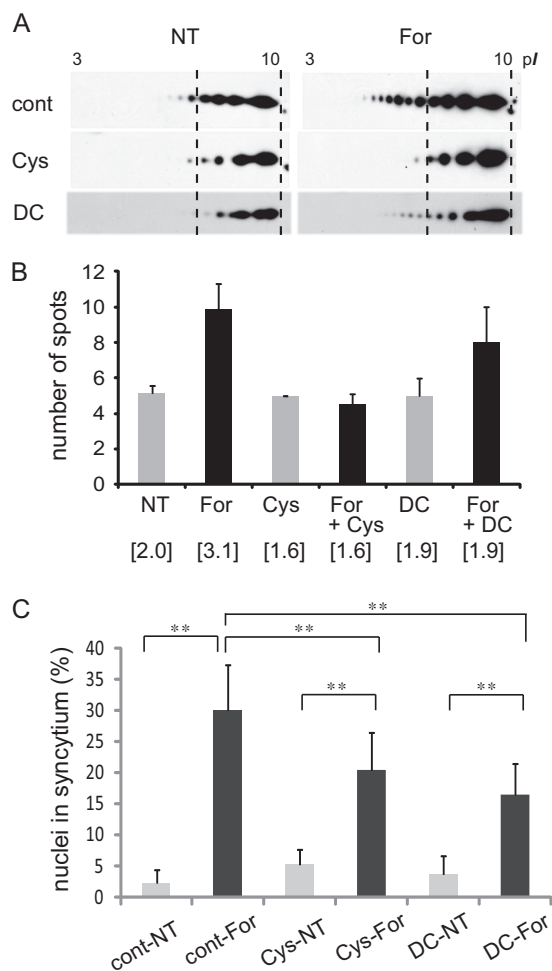 A
NT For
3 10 3 10 pI
cont
Cys
DC
B
number of spots
12
10
8
6
4
2
0
NT For Cys For + Cys DC For + DC
[2.0] [3.1] [1.6] [1.6] [1.9] [1.9]
C
nuclei in syncytium (%)
40
35
30
25
20
15
10
5
0
**
**
**
**
**
cont-NT cont-For Cys-NT Cys-For DC-NT DC-For